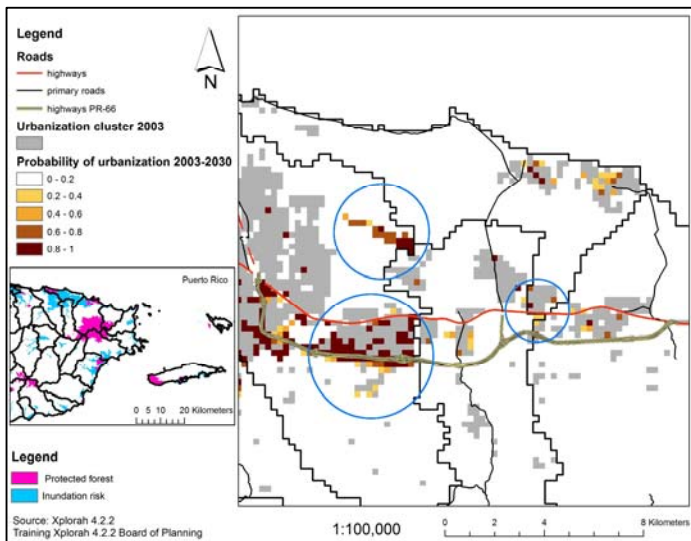 Legend
Roads
highways
primary roads
highways PR-66
Urbanization cluster 2003
Probability of urbanization 2003-2030
0 - 0.2
0.2 - 0.4
0.4 - 0.6
0.6 - 0.8
0.8 - 1
N
Puerto Rico
0 5 10 20 Kilometers
Legend
Protected forest
Inundation risk
Source: Xplorah 4.2.2
Training Xplorah 4.2.2 Board of Planning
1:100,000
0 2 4 8 Kilometers